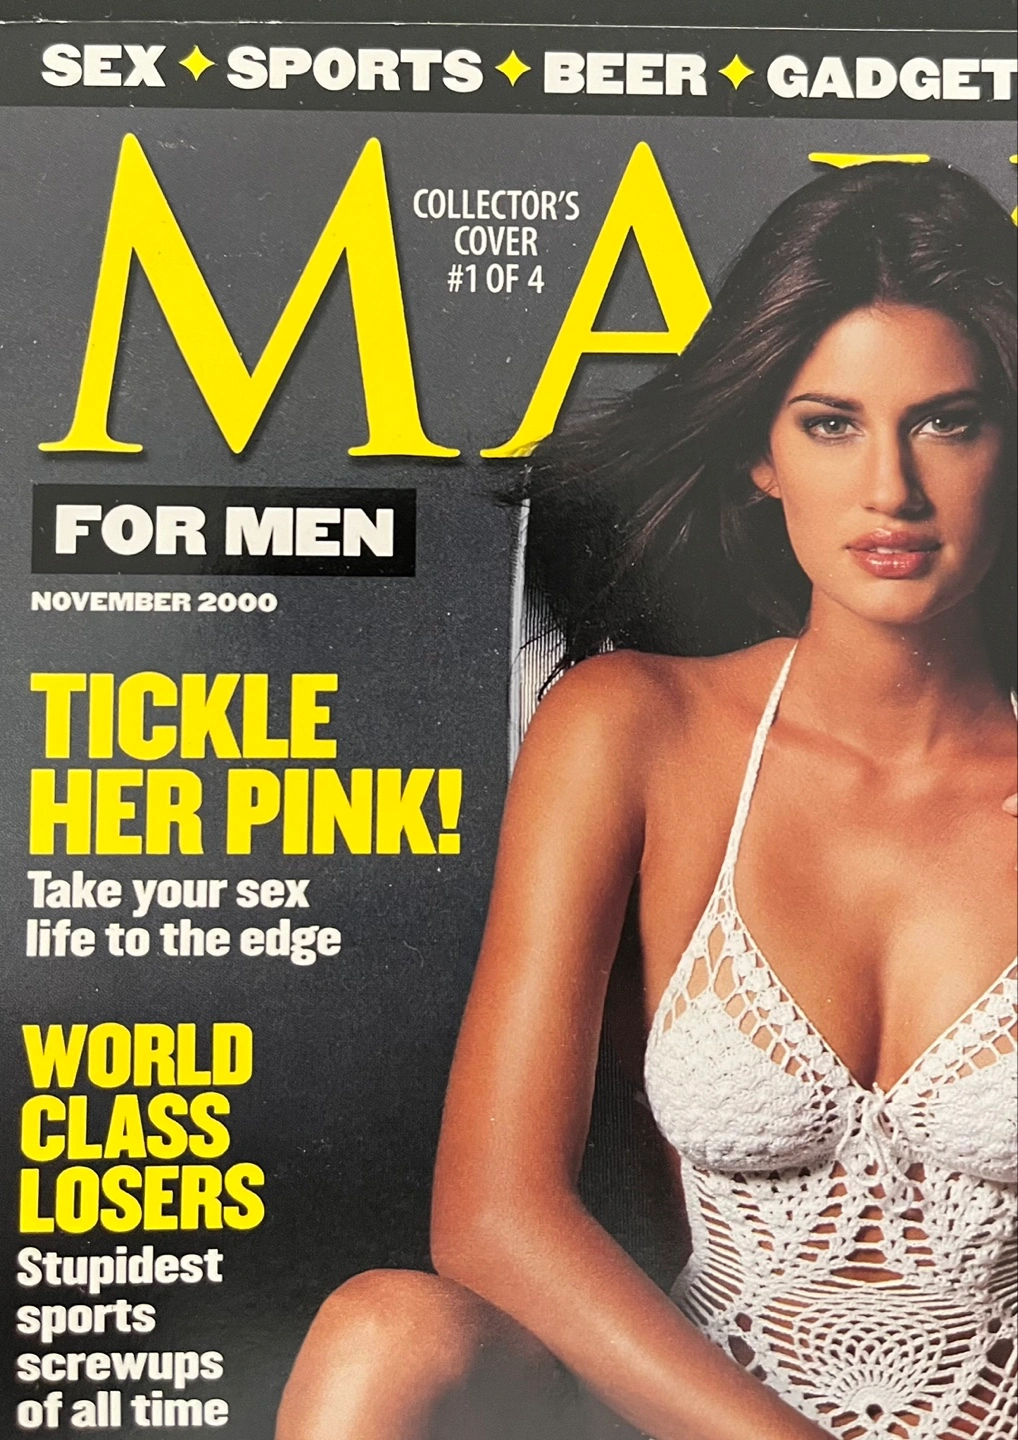 SEX ✦ SPORTS ✦ BEER ✦ GADGET
MA
COLLECTOR'S
COVER
#1 OF 4
FOR MEN
NOVEMBER 2000
TICKLE
HER PINK!
Take your sex
life to the edge
WORLD
CLASS
LOSERS
Stupidest
sports
screwups
of all time